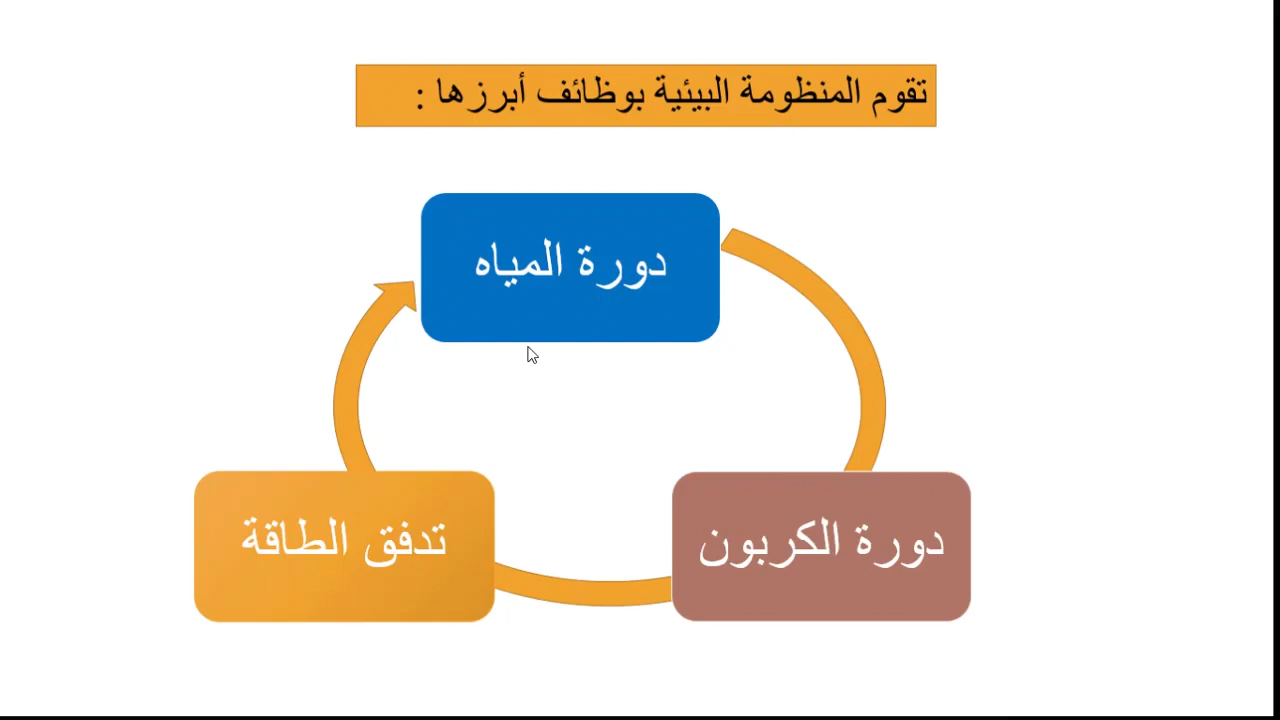 تقوم المنظومة البيئية بوظائف أبرزها :
دورة المياه
دورة الكربون
تدفق الطاقة